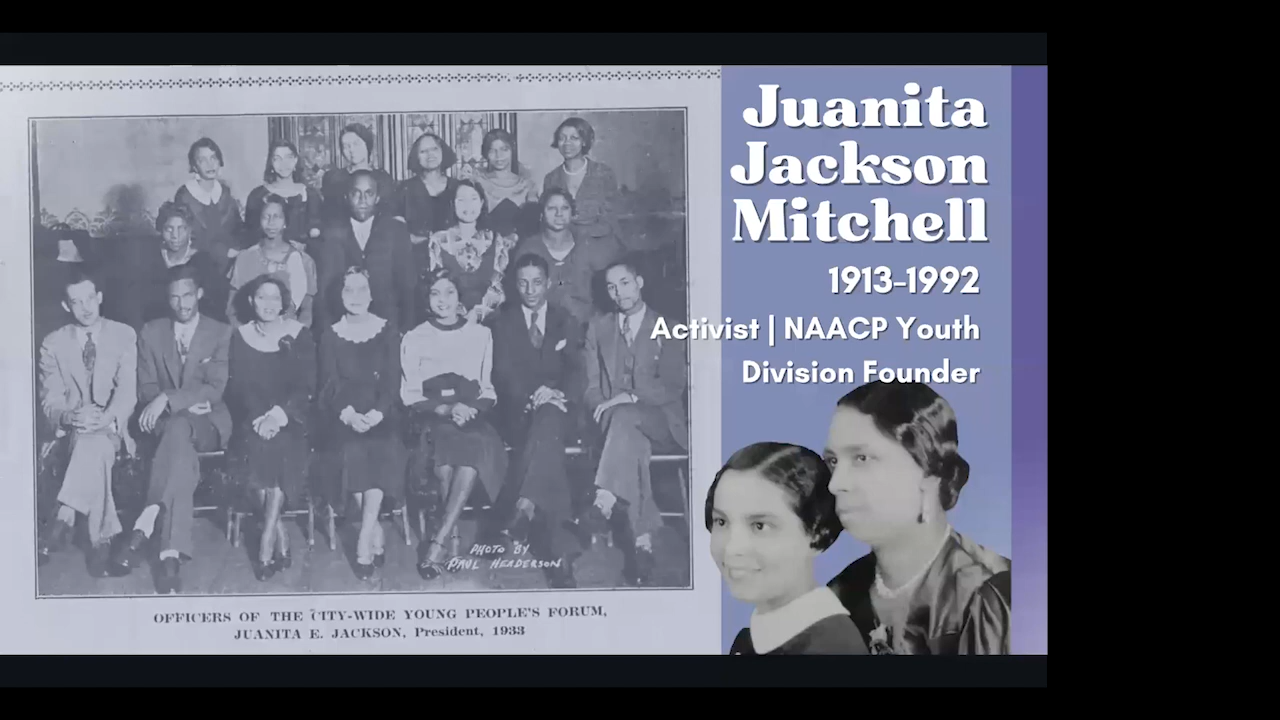 Juanita
Jackson
Mitchell
1913-1992
Activist | NAACP Youth
Division Founder
PHOTO BY
PAUL HENDERSON
OFFICERS OF THE CITY-WIDE YOUNG PEOPLE'S FORUM,
JUANITA E. JACKSON, President, 1933